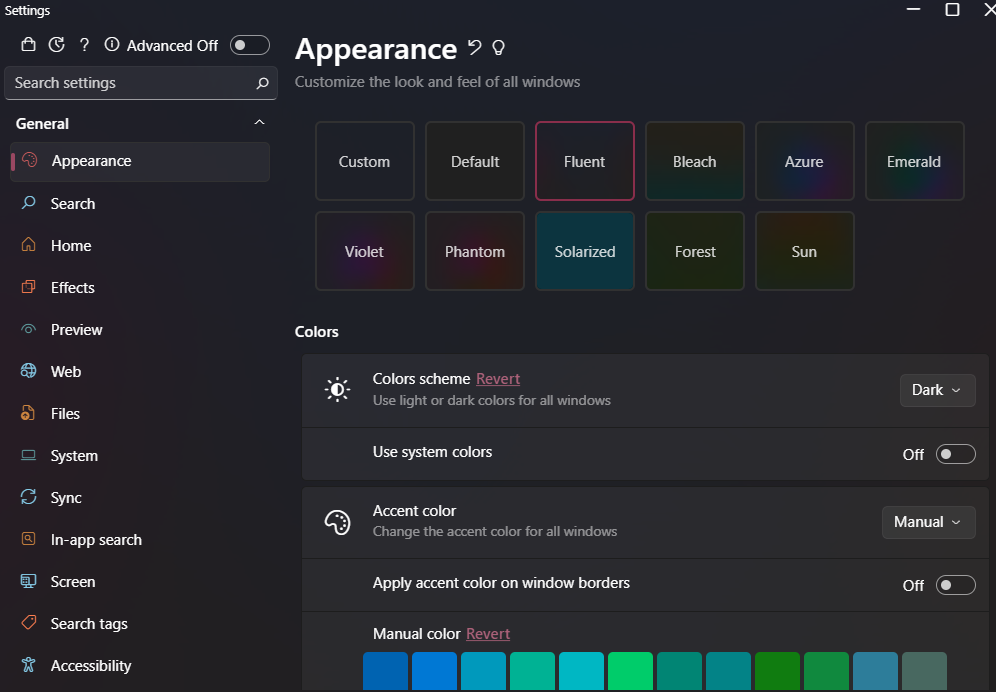 Settings
? Advanced Off
Search settings
General
Appearance
Search
Home
Effects
Preview
Web
Files
System
Sync
In-app search
Screen
Search tags
Accessibility
Appearance
Customize the look and feel of all windows
Custom Default Fluent Bleach Azure Emerald
Violet Phantom Solarized Forest Sun
Colors
Colors scheme Revert
Use light or dark colors for all windows
Dark
Use system colors
Off
Accent color
Change the accent color for all windows
Manual
Apply accent color on window borders
Off
Manual color Revert